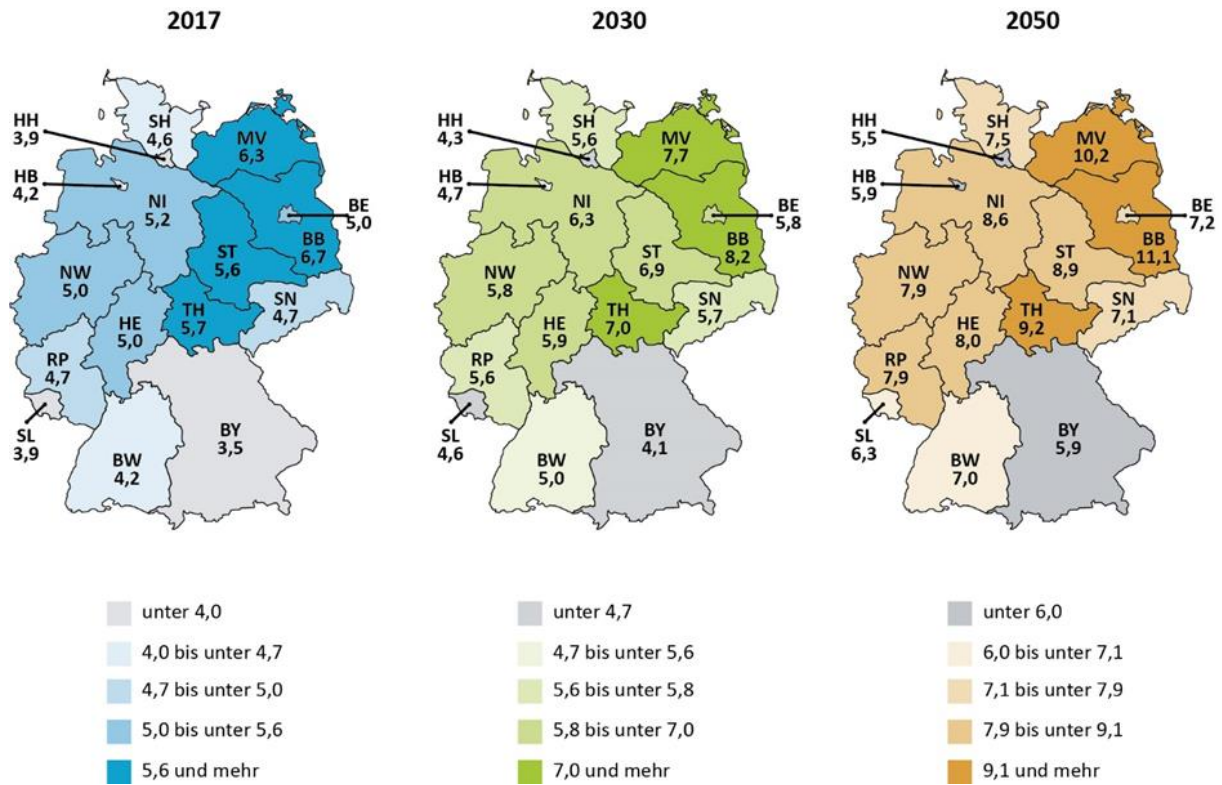 2017
HH
3,9
SH
4,6
MV
6,3
HB
4,2
NI
5,2
BE
5,0
BB
6,7
ST
5,6
NW
5,0
HE
5,0
TH
5,7
SN
4,7
RP
4,7
SL
3,9
BW
4,2
BY
3,5
unter 4,0
4,0 bis unter 4,7
4,7 bis unter 5,0
5,0 bis unter 5,6
5,6 und mehr
2030
HH
4,3
SH
5,6
MV
7,7
HB
4,7
NI
6,3
BE
5,8
BB
8,2
ST
6,9
NW
5,8
HE
5,9
TH
7,0
SN
5,7
RP
5,6
SL
4,6
BW
5,0
BY
4,1
unter 4,7
4,7 bis unter 5,6
5,6 bis unter 5,8
5,8 bis unter 7,0
7,0 und mehr
2050
HH
5,5
SH
7,5
MV
10,2
HB
5,9
NI
8,6
BE
7,2
BB
11,1
ST
8,9
NW
7,9
HE
8,0
TH
9,2
SN
7,1
RP
7,9
SL
6,3
BW
7,0
BY
5,9
unter 6,0
6,0 bis unter 7,1
7,1 bis unter 7,9
7,9 bis unter 9,1
9,1 und mehr